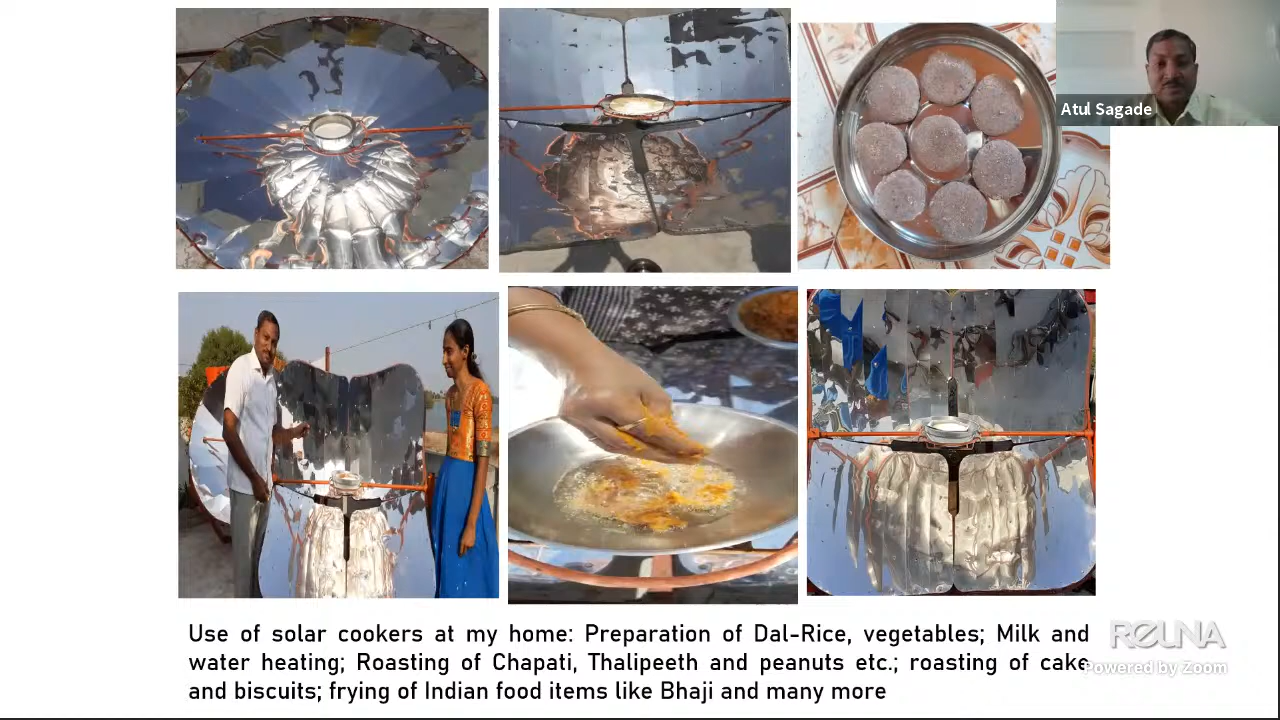 Atul Sagade
Use of solar cookers at my home: Preparation of Dal-Rice, vegetables; Milk and
water heating; Roasting of Chapati, Thalipeeth and peanuts etc.; roasting of cake
and biscuits; frying of Indian food items like Bhaji and many more
RELNA
Powered by Zoom